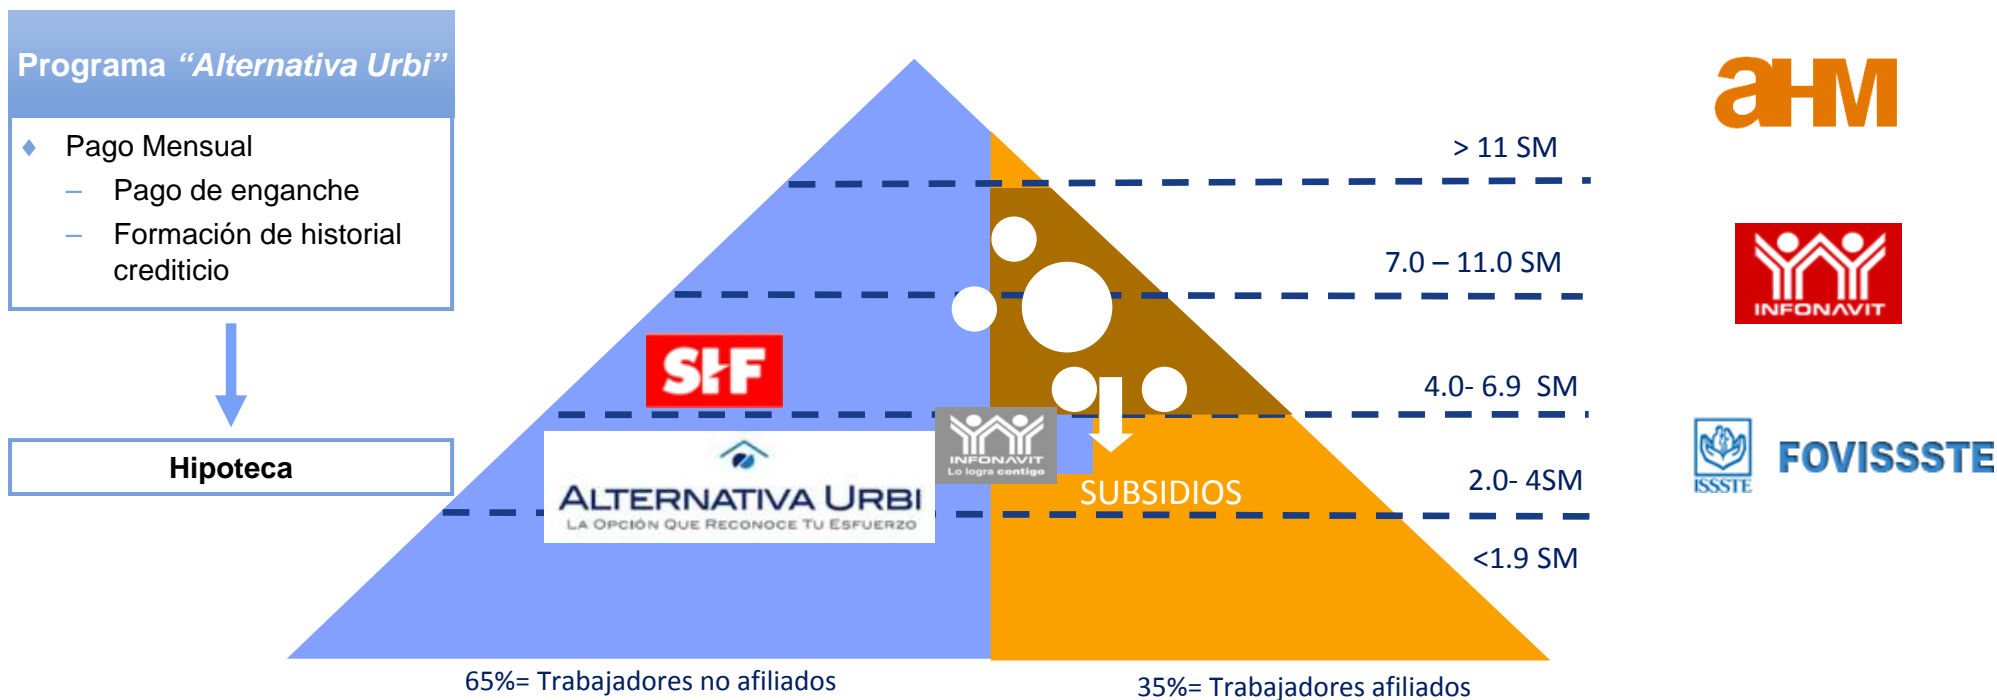 Programa “Alternativa Urbi”
Pago Mensual
– Pago de enganche
– Formación de historial
crediticio
Hipoteca
SHF
ALTERNATIVA URBI
LA OPCIÓN QUE RECONOCE TU ESFUERZO
INFONAVIT
Lo logra contigo
SUBSIDIOS
> 11 SM
7.0 – 11.0 SM
4.0- 6.9 SM
2.0- 4SM
<1.9 SM
65%= Trabajadores no afiliados
35%= Trabajadores afiliados
aHM
INFONAVIT
ISSSTE
FOVISSSTE